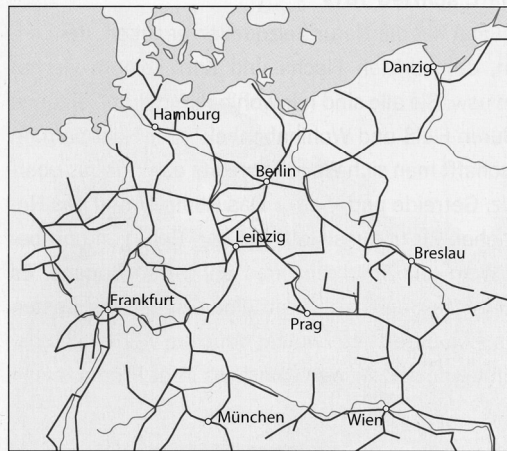 Danzig
Hamburg
Berlin
Leipzig
Breslau
Frankfurt
Prag
München
Wien